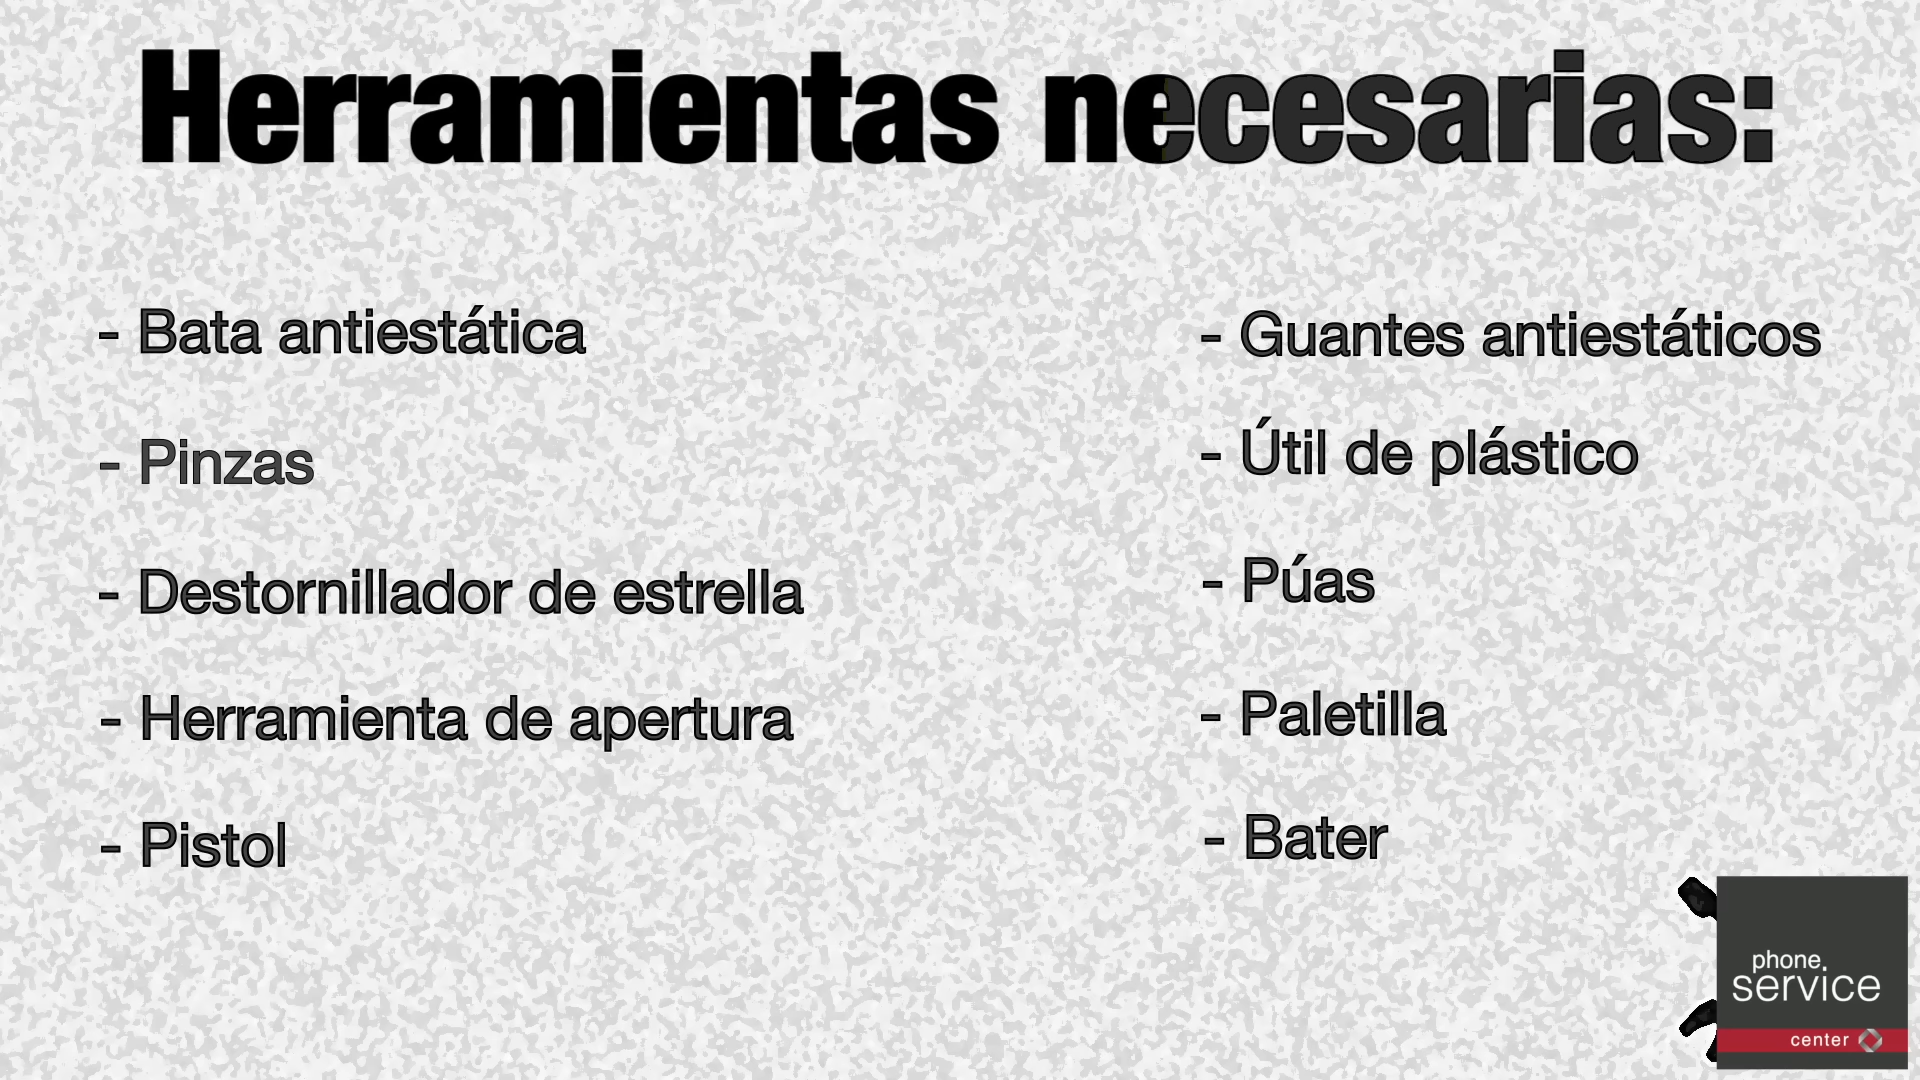 Herramientas necesarias:
- Bata antiestática
- Pinzas
- Destornillador de estrella
- Herramienta de apertura
- Pistol
- Guantes antiestáticos
- Útil de plástico
- Púas
- Paletilla
- Bater
phone
service
center